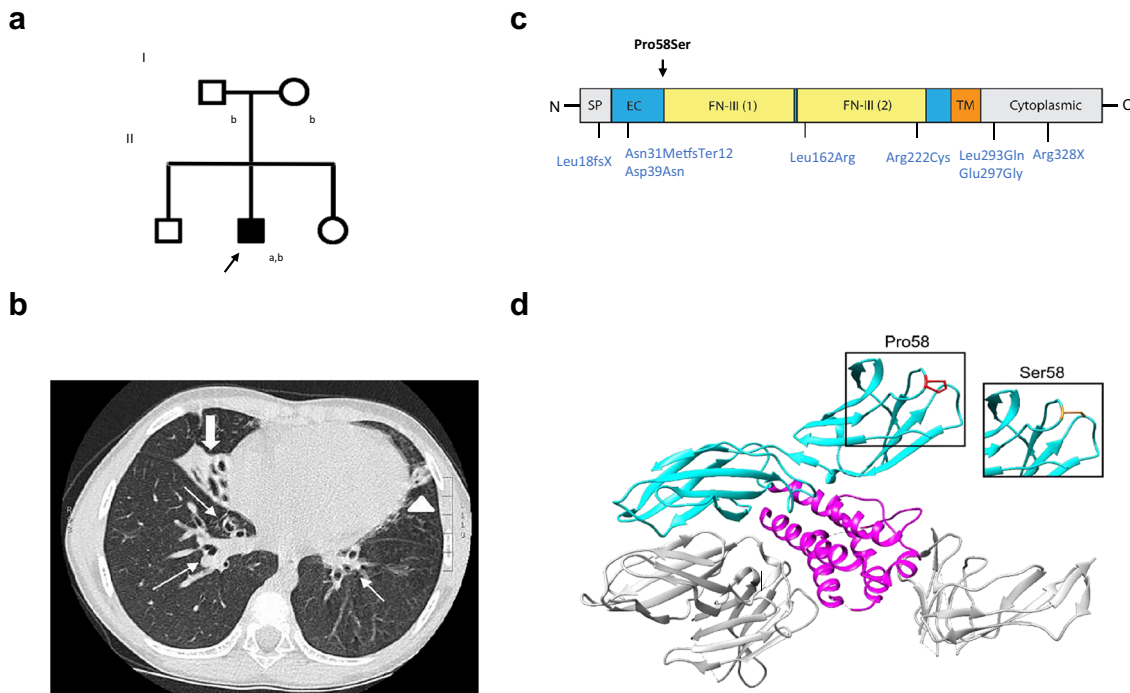 a
I
b
b
II
a,b
b
c
Pro58Ser
N
SP
EC
FN-III (1)
FN-III (2)
TM
Cytoplasmic
C
Leu18fsX
Asn31MetfsTer12
Asp39Asn
Leu162Arg
Arg222Cys
Leu293Gln
Glu297Gly
Arg328X
d
Pro58
Ser58